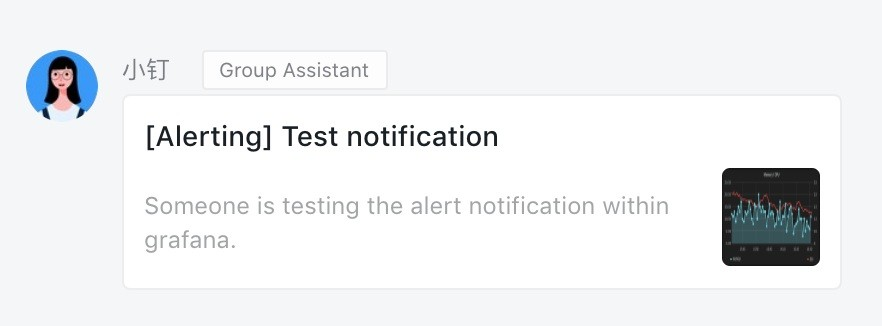 小钉 Group Assistant
[Alerting] Test notification
Someone is testing the alert notification within
grafana.